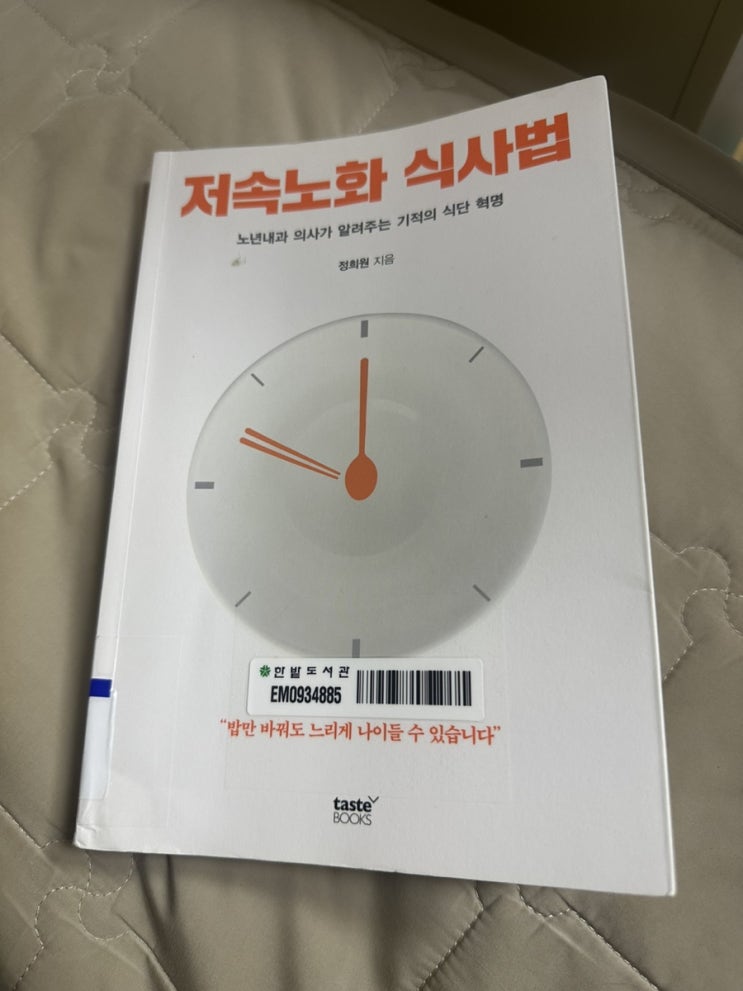 저속노화 식사법
노년내과 의사가 알려주는 기적의 식단 혁명
정희원 지음
한밭도서관
EM0934885
“밥만 바꿔도 느리게 나이들 수 있습니다”
taste
BOOKS